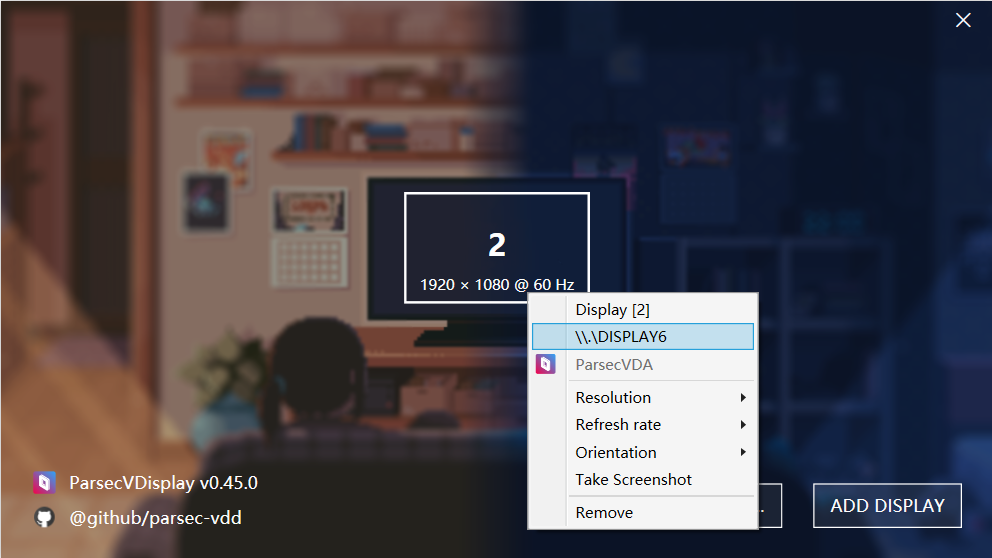 2
1920 × 1080 @ 60 Hz
Display [2]
\\.\DISPLAY6
ParsecVDA
Resolution
Refresh rate
Orientation
Take Screenshot
Remove
ParsecVDisplay v0.45.0
@github/parsec-vdd
ADD DISPLAY